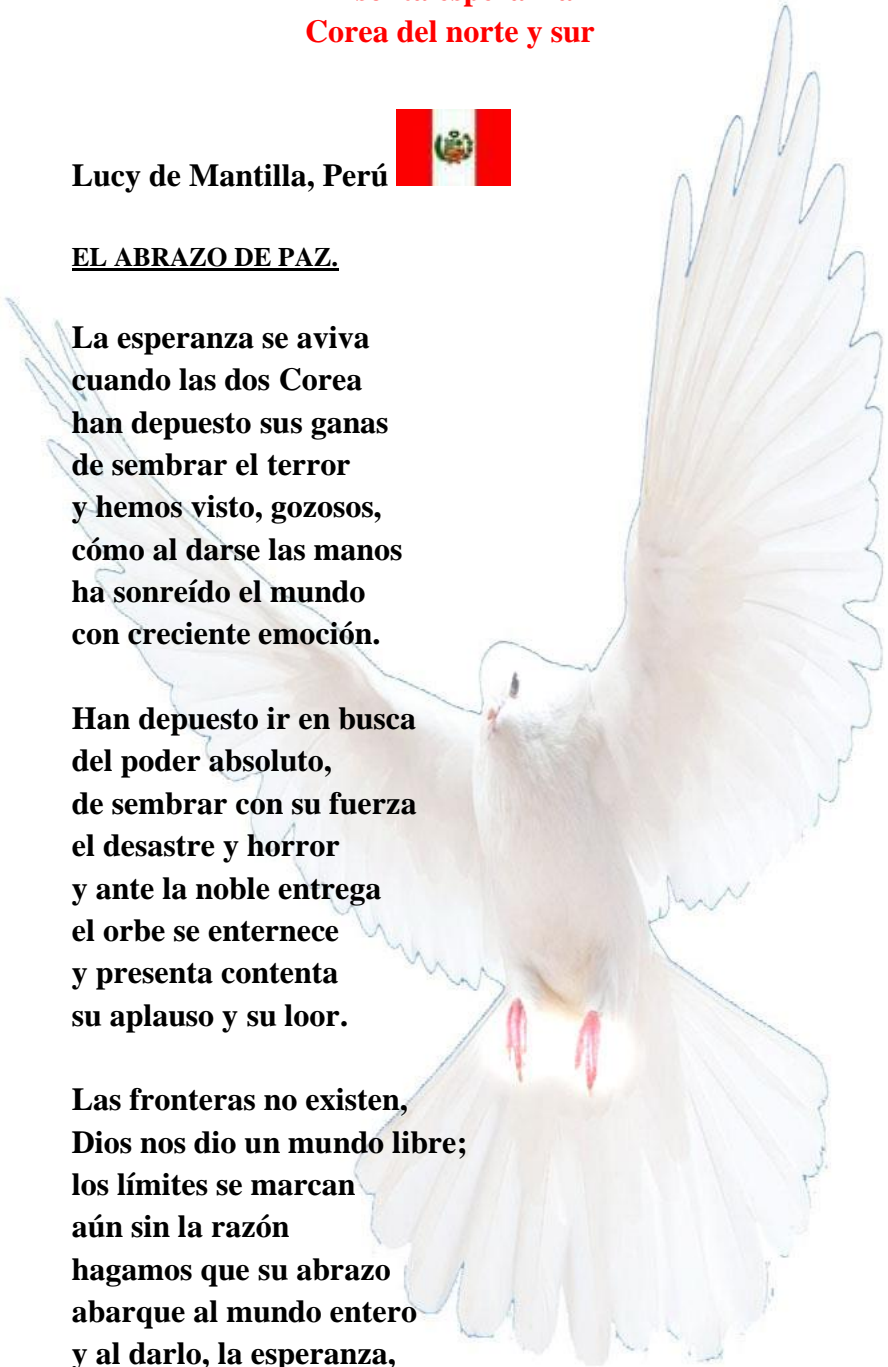 Corea del norte y sur
Lucy de Mantilla, Perú
EL ABRAZO DE PAZ.
La esperanza se aviva
cuando las dos Corea
han depuesto sus ganas
de sembrar el terror
y hemos visto, gozosos,
cómo al darse las manos
ha sonreído el mundo
con creciente emoción.
Han depuesto ir en busca
del poder absoluto,
de sembrar con su fuerza
el desastre y horror
y ante la noble entrega
el orbe se enternece
y presenta contenta
su aplauso y su loor.
Las fronteras no existen,
Dios nos dio un mundo libre;
los límites se marcan
aún sin la razón
hagamos que su abrazo
abarque al mundo entero
y al darlo, la esperanza,